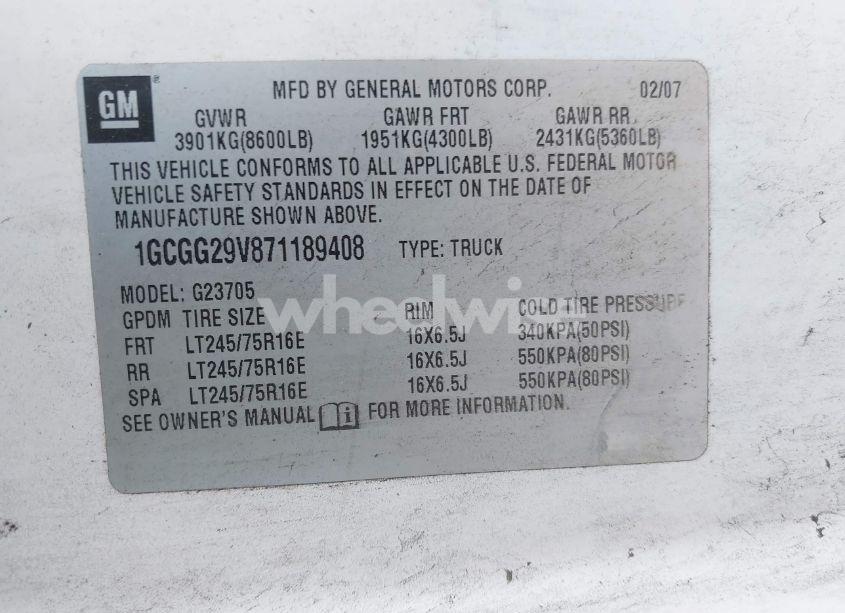 GM
MFD BY GENERAL MOTORS CORP. 02/07
GVWR GAWR FRT GAWR RR
3901KG(8600LB) 1951KG(4300LB) 2431KG(5360LB)
THIS VEHICLE CONFORMS TO ALL APPLICABLE U.S. FEDERAL MOTOR
VEHICLE SAFETY STANDARDS IN EFFECT ON THE DATE OF
MANUFACTURE SHOWN ABOVE.
1GCGG29V871189408 TYPE: TRUCK
MODEL: G23705
GPDM TIRE SIZE RIM COLD TIRE PRESSURE
FRT LT245/75R16E 16X6.5J 340KPA(50PSI)
RR LT245/75R16E 16X6.5J 550KPA(80PSI)
SPA LT245/75R16E 16X6.5J 550KPA(80PSI)
SEE OWNER'S MANUAL i FOR MORE INFORMATION.